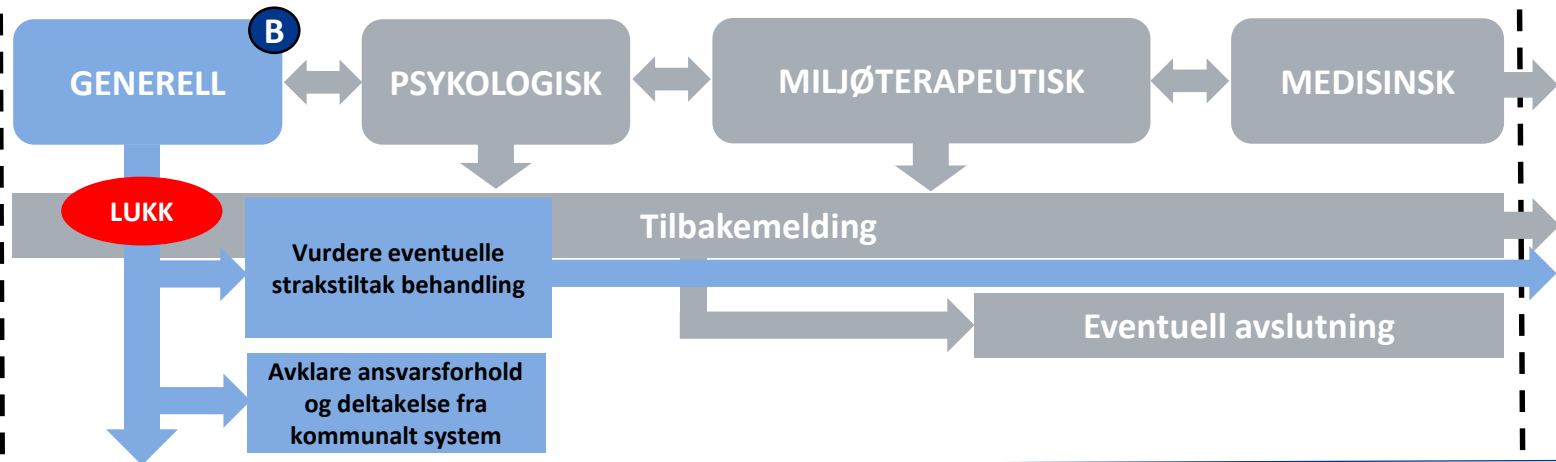 B
GENERELL
PSYKOLOGISK
MILJØTERAPEUTISK
MEDISINSK
LUKK
Tilbakemelding
Vurdere eventuelle
strakstiltak behandling
Eventuell avslutning
Avklare ansvarsforhold
og deltakelse fra
kommunalt system